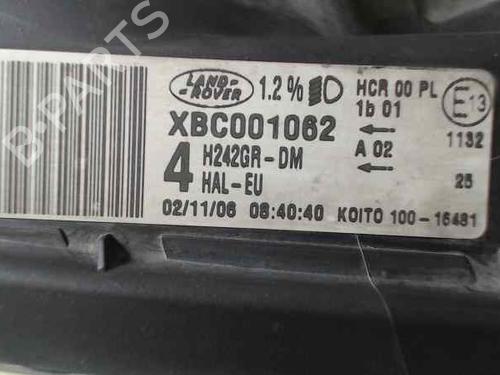 B-PARTS
LAND-
-ROVER
1.2% HCR 00 PL E13
1b 01
XBC001062 ← 1132
4 H242GR-DM A 02
HAL-EU ← 25
02/11/06 08:40:40 KOITO 100-16481